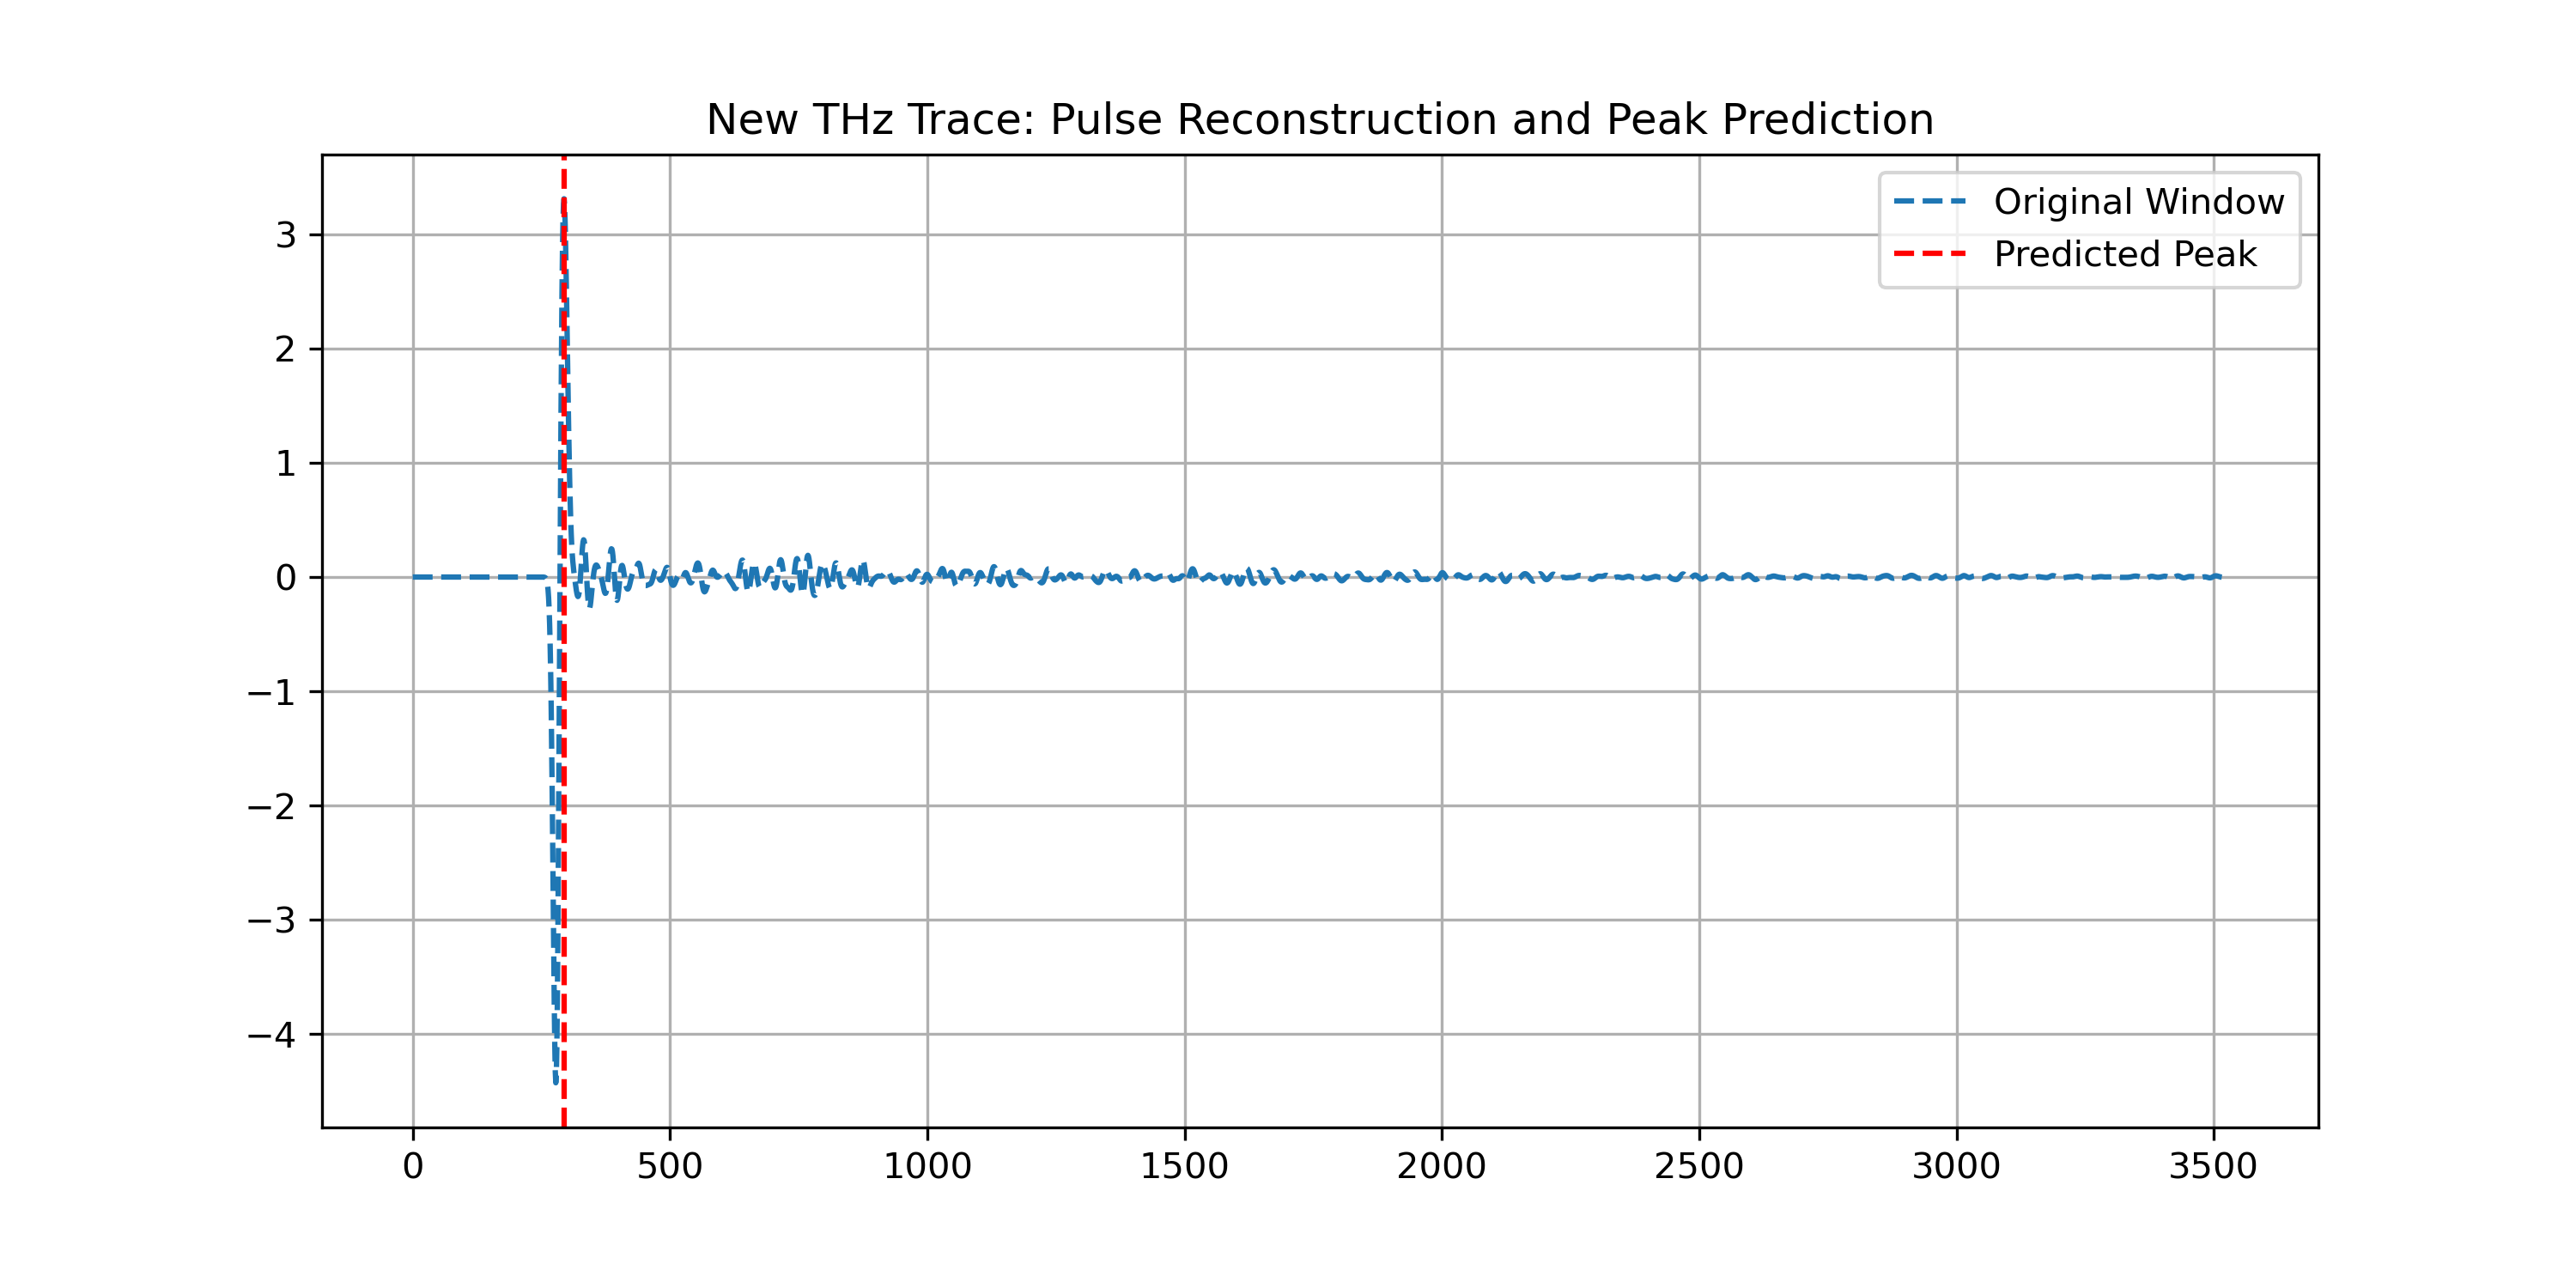 New THz Trace: Pulse Reconstruction and Peak Prediction
Original Window
Predicted Peak
3
2
1
0
−1
−2
−3
−4
0 500 1000 1500 2000 2500 3000 3500